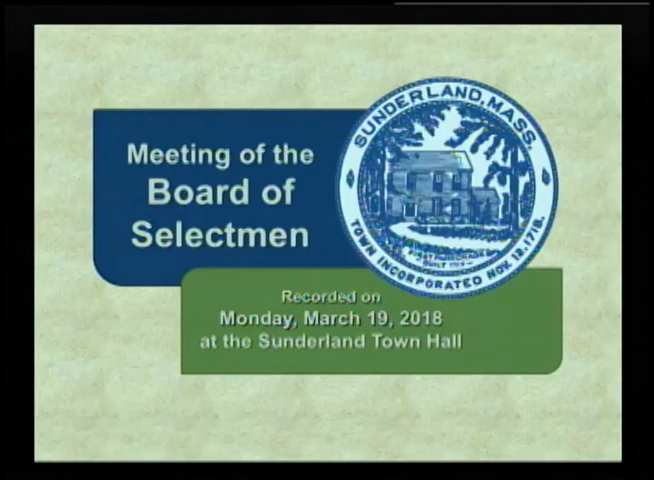 Meeting of the
Board of
Selectmen
SUNDERLAND, MASS.
TOWN INCORPORATED NOV. 12, 1718.
Recorded on
Monday, March 19, 2018
at the Sunderland Town Hall